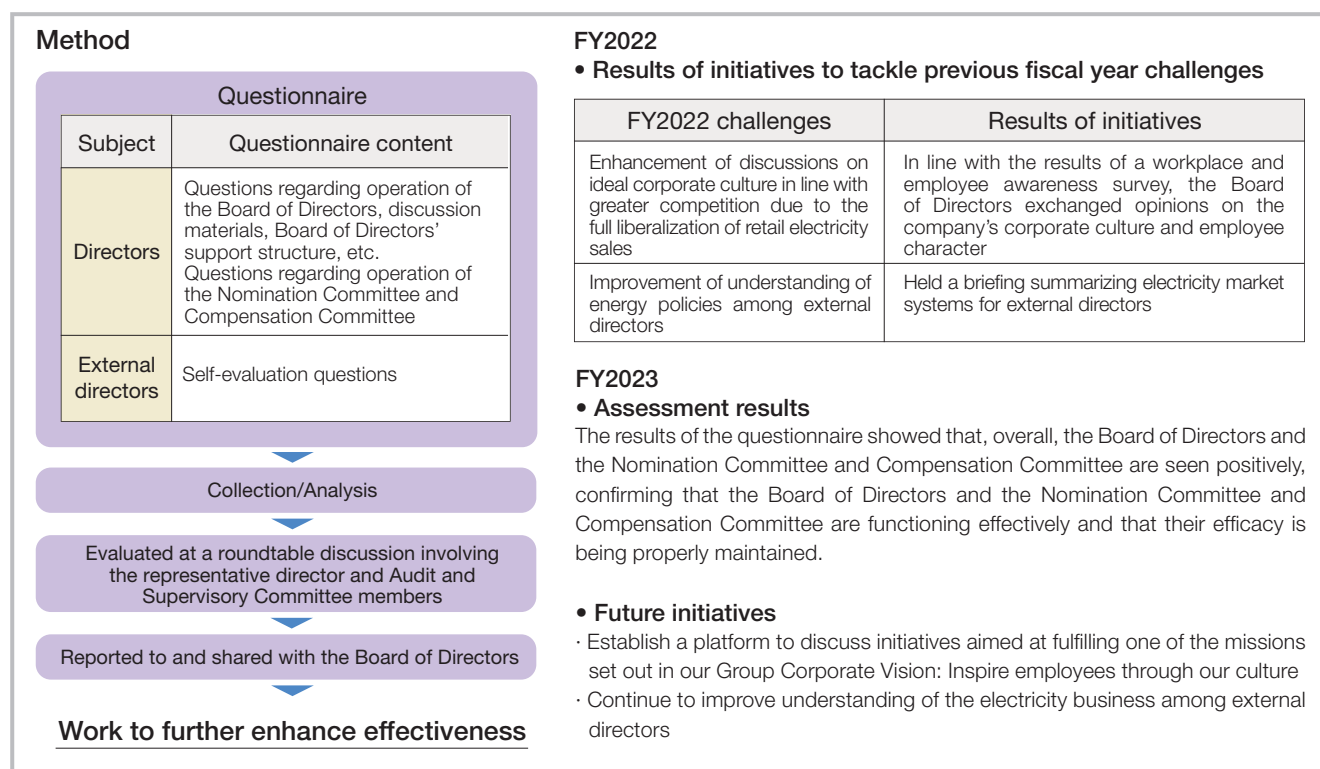 Method
Questionnaire
Subject
Questionnaire content
Directors
Questions regarding operation of
the Board of Directors, discussion
materials, Board of Directors'
support structure, etc.
Questions regarding operation of
the Nomination Committee and
Compensation Committee
External
directors
Self-evaluation questions
Collection/Analysis
Evaluated at a roundtable discussion involving
the representative director and Audit and
Supervisory Committee members
Reported to and shared with the Board of Directors
Work to further enhance effectiveness
FY2022
• Results of initiatives to tackle previous fiscal year challenges
FY2022 challenges
Results of initiatives
Enhancement of discussions on
ideal corporate culture in line with
greater competition due to the
full liberalization of retail electricity
sales
In line with the results of a workplace and
employee awareness survey, the Board
of Directors exchanged opinions on the
company's corporate culture and employee
character
Improvement of understanding of
energy policies among external
directors
Held a briefing summarizing electricity market
systems for external directors
FY2023
• Assessment results
The results of the questionnaire showed that, overall, the Board of Directors and
the Nomination Committee and Compensation Committee are seen positively,
confirming that the Board of Directors and the Nomination Committee and
Compensation Committee are functioning effectively and that their efficacy is
being properly maintained.
• Future initiatives
· Establish a platform to discuss initiatives aimed at fulfilling one of the missions
set out in our Group Corporate Vision: Inspire employees through our culture
· Continue to improve understanding of the electricity business among external
directors